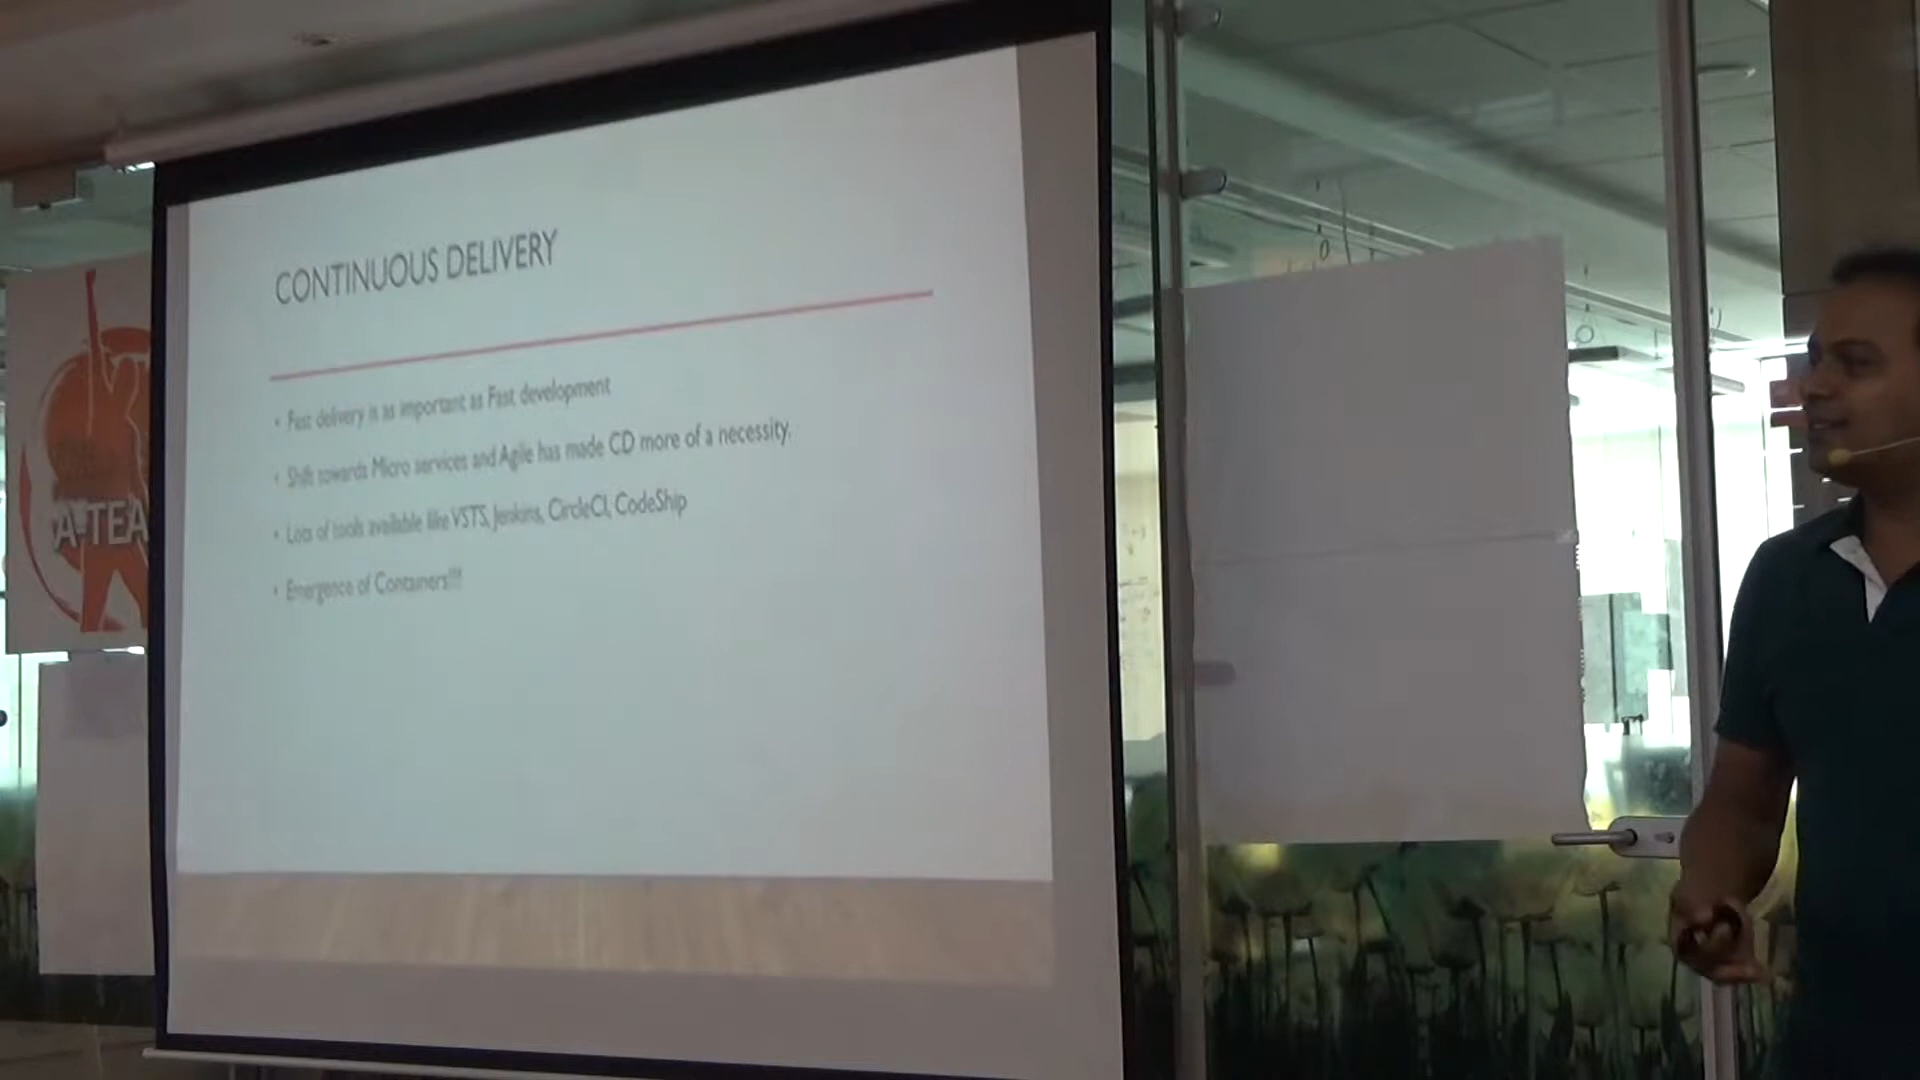 CONTINUOUS DELIVERY
• Fast delivery is as important as Fast development
• Shift towards Micro services and Agile has made CD more of a necessity.
• Lots of tools available like VSTS, Jenkins, CircleCI, CodeShip
• Emergence of Containers!!!
A-TEA